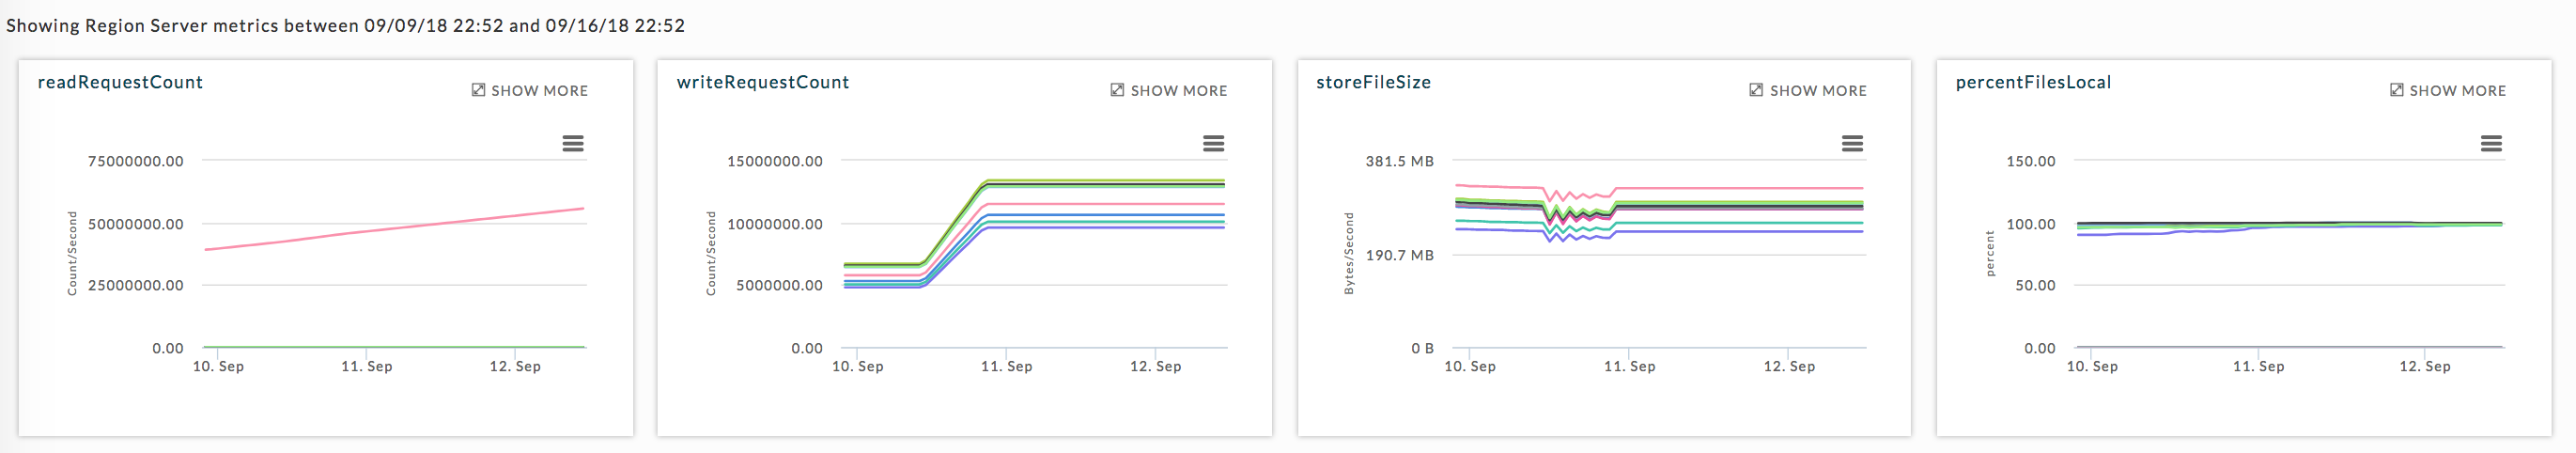 Showing Region Server metrics between 09/09/18 22:52 and 09/16/18 22:52
readRequestCount
SHOW MORE
75000000.00
50000000.00
25000000.00
0.00
Count/Second
10. Sep
11. Sep
12. Sep
writeRequestCount
SHOW MORE
15000000.00
10000000.00
5000000.00
0.00
Count/Second
10. Sep
11. Sep
12. Sep
storeFileSize
SHOW MORE
381.5 MB
190.7 MB
0 B
Bytes/Second
10. Sep
11. Sep
12. Sep
percentFilesLocal
SHOW MORE
150.00
100.00
50.00
0.00
percent
10. Sep
11. Sep
12. Sep